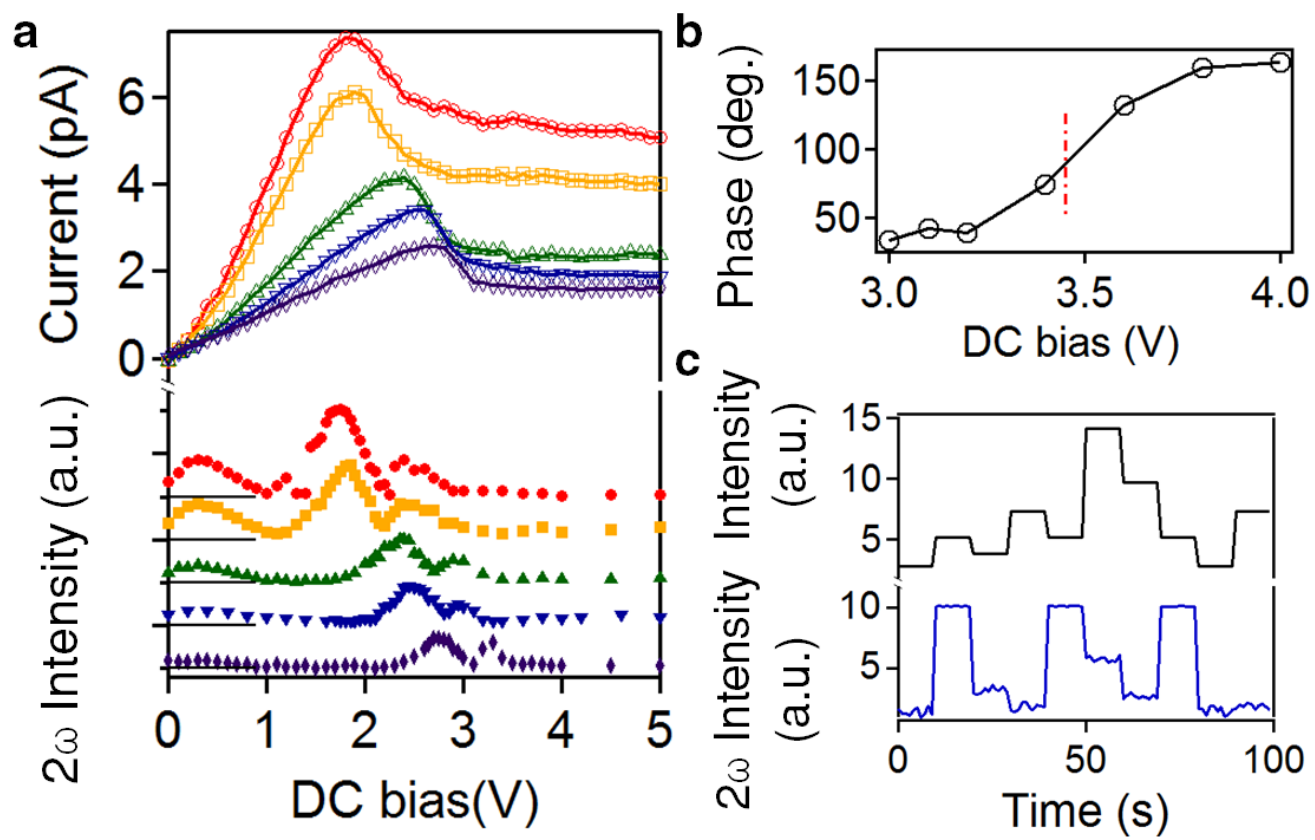 a
Current (pA)
6
4
2
0
2ω Intensity (a.u.)
0 1 2 3 4 5
DC bias(V)
b
Phase (deg.)
150
100
50
3.0 3.5 4.0
DC bias (V)
c
Intensity
(a.u.)
15
10
5
2ω Intensity
(a.u.)
10
5
0 50 100
Time (s)